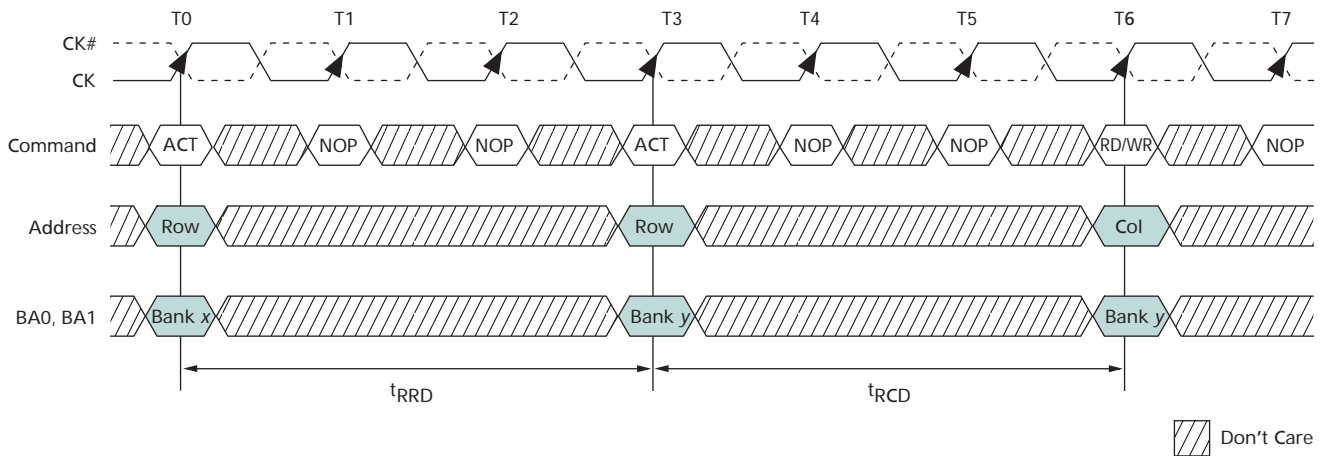 T0 T1 T2 T3 T4 T5 T6 T7
CK#
CK
Command ACT NOP NOP ACT NOP NOP RD/WR NOP
Address Row Row Col
BA0, BA1 Bank x Bank y Bank y
tRRD tRCD
Don't Care